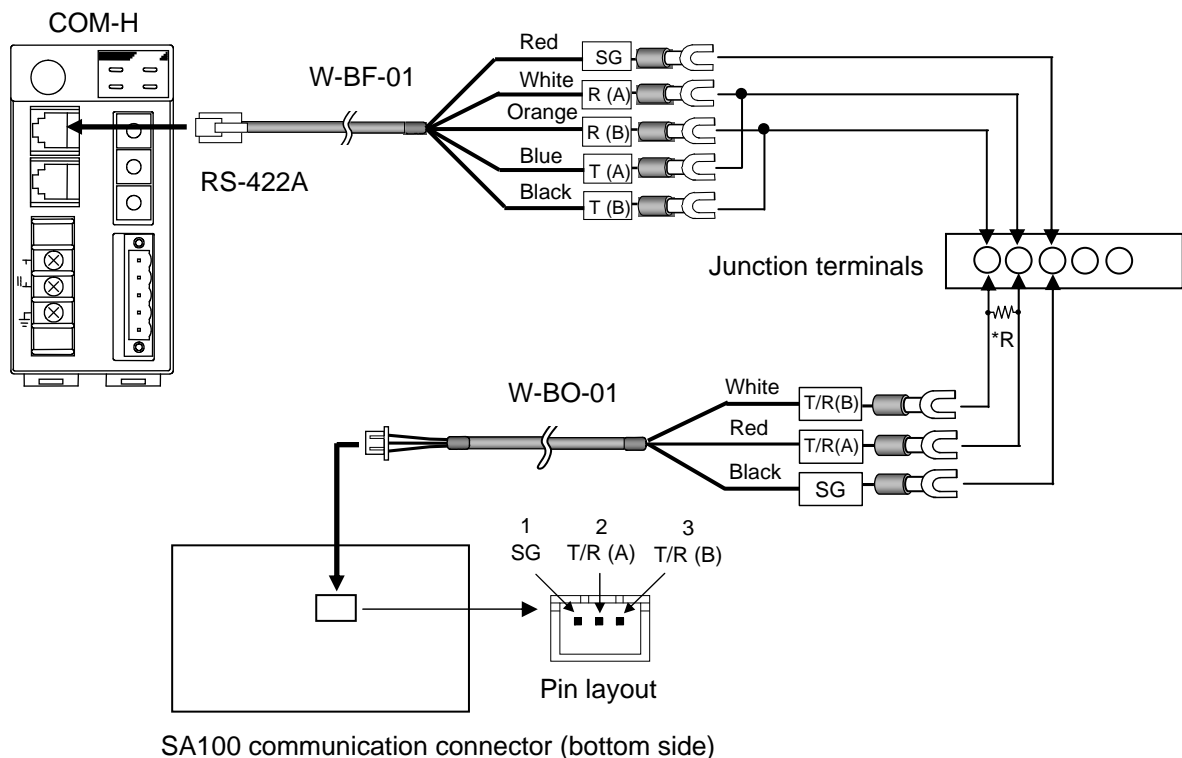 COM-H
W-BF-01
RS-422A
Red
SG
White
R (A)
Orange
R (B)
Blue
T (A)
Black
T (B)
Junction terminals
*R
W-BO-01
White
T/R(B)
Red
T/R(A)
Black
SG
1
SG
2
T/R (A)
3
T/R (B)
Pin layout
SA100 communication connector (bottom side)